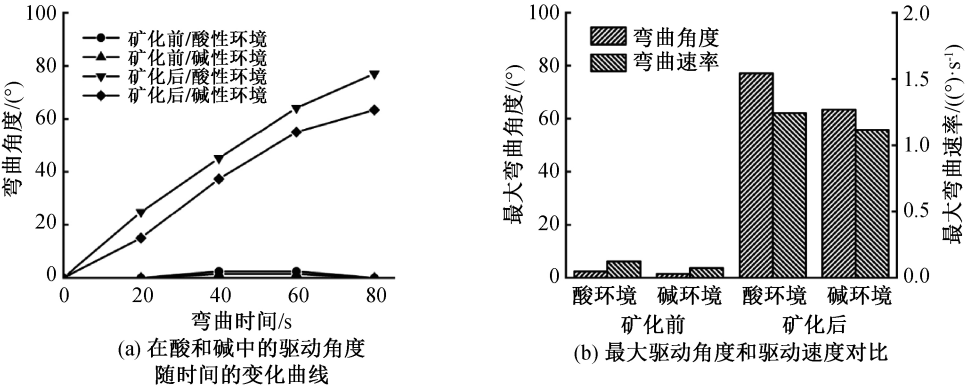 100
80
60
40
20
0
弯曲角度/(°)
矿化前/酸性环境
矿化前/碱性环境
矿化后/酸性环境
矿化后/碱性环境
0
20
40
60
80
弯曲时间/s
(a) 在酸和碱中的驱动角度
随时间的变化曲线
100
80
60
40
20
0
最大弯曲角度/(°)
弯曲角度
弯曲速率
2.0
1.5
1.0
0.5
0.0
最大弯曲速率/((°)·s⁻¹)
酸环境 碱环境 酸环境 碱环境
矿化前 矿化后
(b) 最大驱动角度和驱动速度对比